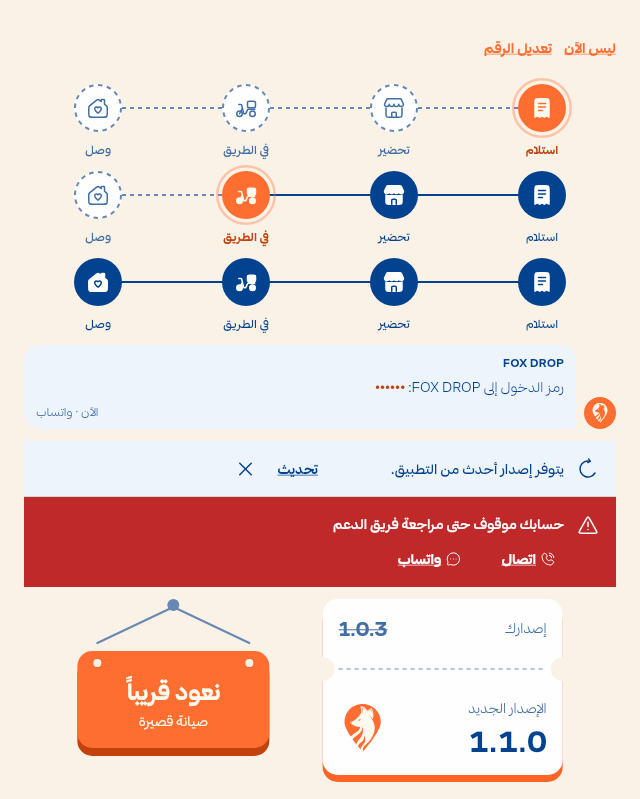 ليس الآن تعديل الرقم
استلام تحضير في الطريق وصل
استلام تحضير في الطريق وصل
استلام تحضير في الطريق وصل
FOX DROP
رمز الدخول إلى FOX DROP: ••••••
الآن · واتساب
يتوفر إصدار أحدث من التطبيق. تحديث
حسابك موقوف حتى مراجعة فريق الدعم
اتصال واتساب
إصدارك 1.0.3
الإصدار الجديد
1.1.0
نعود قريباً
صيانة قصيرة